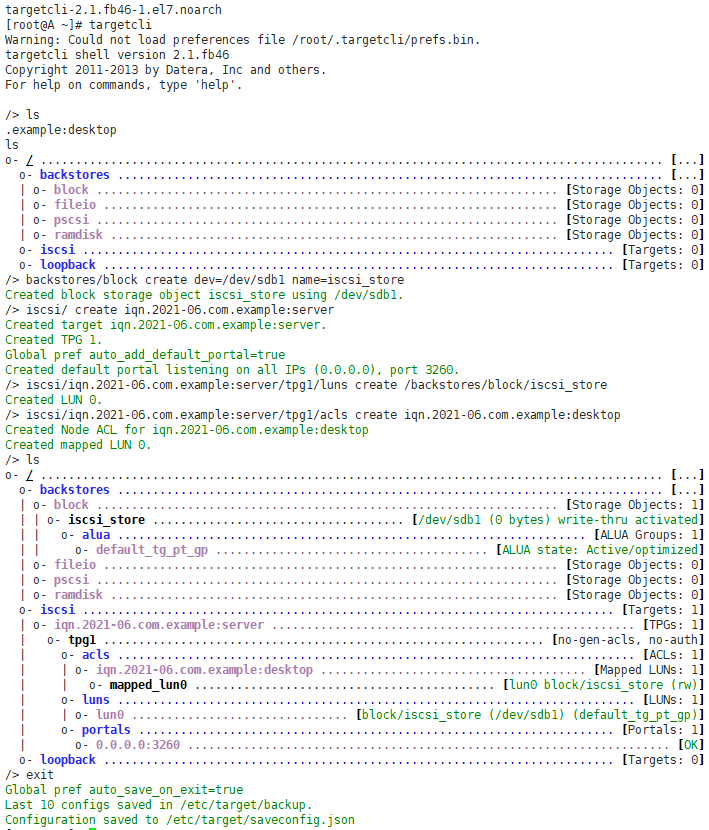 targetcli-2.1.fb46-1.el7.noarch
[root@A ~]# targetcli
Warning: Could not load preferences file /root/.targetcli/prefs.bin.
targetcli shell version 2.1.fb46
Copyright 2011-2013 by Datera, Inc and others.
For help on commands, type 'help'.

/> ls
.example:desktop
ls
o- / ......................................................................................... [...]
  o- backstores .............................................................................. [...]
  | o- block .................................................................. [Storage Objects: 0]
  | o- fileio ................................................................. [Storage Objects: 0]
  | o- pscsi .................................................................. [Storage Objects: 0]
  | o- ramdisk ................................................................ [Storage Objects: 0]
  o- iscsi ............................................................................ [Targets: 0]
  o- loopback ......................................................................... [Targets: 0]
/> backstores/block create dev=/dev/sdb1 name=iscsi_store
Created block storage object iscsi_store using /dev/sdb1.
/> iscsi/ create iqn.2021-06.com.example:server
Created target iqn.2021-06.com.example:server.
Created TPG 1.
Global pref auto_add_default_portal=true
Created default portal listening on all IPs (0.0.0.0), port 3260.
/> iscsi/iqn.2021-06.com.example:server/tpg1/luns create /backstores/block/iscsi_store
Created LUN 0.
/> iscsi/iqn.2021-06.com.example:server/tpg1/acls create iqn.2021-06.com.example:desktop
Created Node ACL for iqn.2021-06.com.example:desktop
Created mapped LUN 0.
/> ls
o- / ......................................................................................... [...]
  o- backstores .............................................................................. [...]
  | o- block .................................................................. [Storage Objects: 1]
  | | o- iscsi_store .................................... [/dev/sdb1 (0 bytes) write-thru activated]
  | |   o- alua ................................................................... [ALUA Groups: 1]
  | |     o- default_tg_pt_gp ....................................... [ALUA state: Active/optimized]
  | o- fileio ................................................................. [Storage Objects: 0]
  | o- pscsi .................................................................. [Storage Objects: 0]
  | o- ramdisk ................................................................ [Storage Objects: 0]
  o- iscsi ............................................................................ [Targets: 1]
  | o- iqn.2021-06.com.example:server .................................................... [TPGs: 1]
  |   o- tpg1 ............................................................... [no-gen-acls, no-auth]
  |     o- acls .......................................................................... [ACLs: 1]
  |     | o- iqn.2021-06.com.example:desktop ...................................... [Mapped LUNs: 1]
  |     |   o- mapped_lun0 ........................................... [lun0 block/iscsi_store (rw)]
  |     o- luns .......................................................................... [LUNs: 1]
  |     | o- lun0 ............................... [block/iscsi_store (/dev/sdb1) (default_tg_pt_gp)]
  |     o- portals .................................................................... [Portals: 1]
  |       o- 0.0.0.0:3260 ..................................................................... [OK]
  o- loopback ......................................................................... [Targets: 0]
/> exit
Global pref auto_save_on_exit=true
Last 10 configs saved in /etc/target/backup.
Configuration saved to /etc/target/saveconfig.json